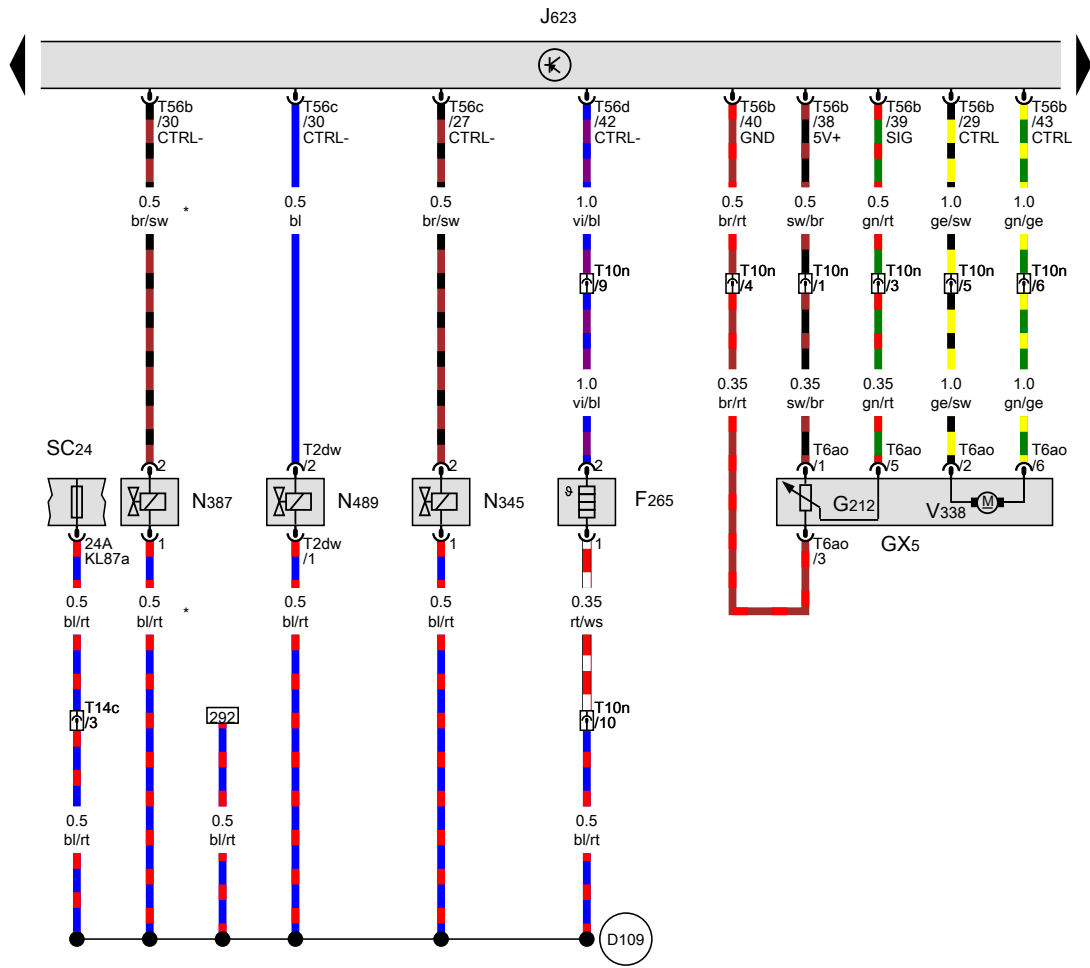 J623
T56b T56c T56c T56d T56b T56b T56b T56b T56b
/30 /30 /27 /42 /40 /38 /39 /29 /43
CTRL- CTRL- CTRL- CTRL- GND 5V+ SIG CTRL CTRL
0.5 0.5 0.5 1.0 0.5 0.5 0.5 1.0 1.0
br/sw * bl br/sw vi/bl br/rt sw/br gn/rt ge/sw gn/ge
T10n T10n T10n T10n T10n T10n
/9 /4 /1 /3 /5 /6
1.0 0.35 0.35 0.35 1.0 1.0
vi/bl br/rt sw/br gn/rt ge/sw gn/ge
SC24 T2dw T6ao T6ao T6ao T6ao
2 /2 2 2 /1 /5 /2 /6
N387 N489 N345 ϑ F265 G212 V338 M
24A 1 T2dw 1 1 T6ao GX5
KL87a /1 /3
0.5 0.5 0.5 0.5 0.35
bl/rt bl/rt * bl/rt bl/rt rt/ws
T14c 292 T10n
/3 /10
0.5 0.5 0.5
bl/rt bl/rt bl/rt
D109